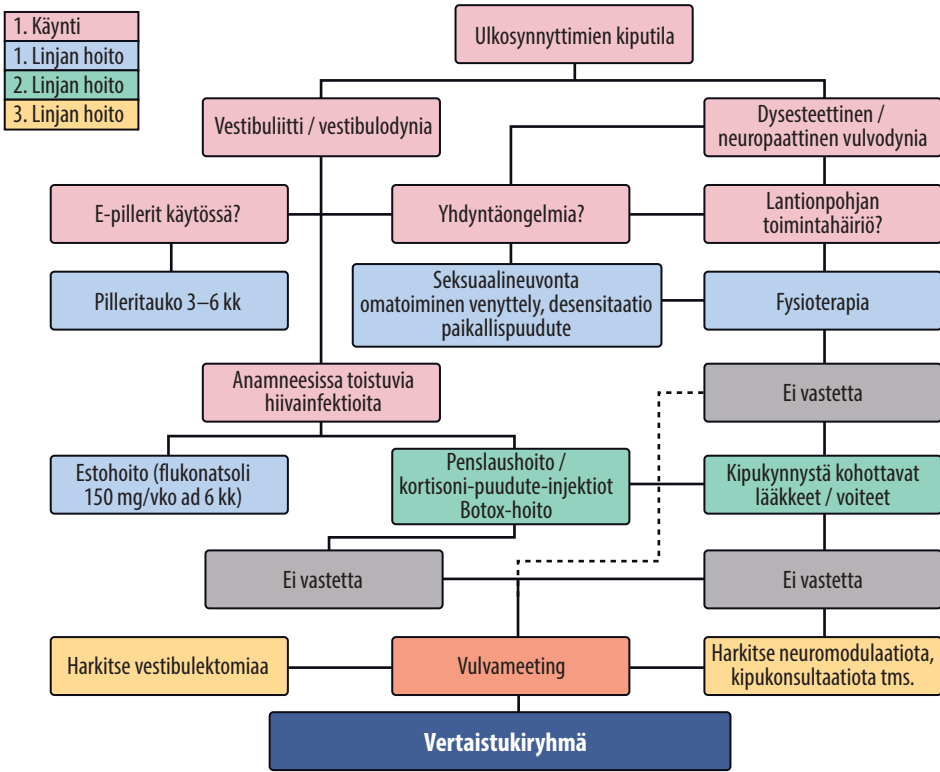 1. Käynti
1. Linjan hoito
2. Linjan hoito
3. Linjan hoito
Ulkosynnyttimien kiputila
Vestibuliitti / vestibulodynia
Dysesteettinen /
neuropaattinen vulvodynia
E-pillerit käytössä?
Yhdyntäongelmia?
Lantionpohjan
toimintahäiriö?
Pilleritauko 3–6 kk
Seksuaalineuvonta
omatoiminen venyttely, desensitaatio
paikallispuudute
Fysioterapia
Anamneesissa toistuvia
hiivainfektioita
Ei vastetta
Estohoito (flukonatsoli
150 mg/vko ad 6 kk)
Penslaushoito /
kortisoni-puudute-injektiot
Botox-hoito
Kipukynnystä kohottavat
lääkkeet / voiteet
Ei vastetta
Ei vastetta
Harkitse vestibulektomiaa
Vulvameeting
Harkitse neuromodulaatiota,
kipukonsultaatiota tms.
Vertaistukiryhmä